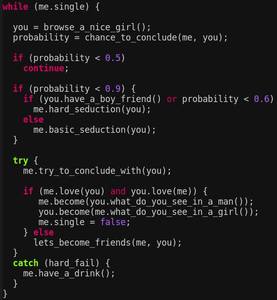 while (me.single) {
you = browse_a_nice_girl();
probability = chance_to_conclude(me, you);
if (probability < 0.5)
continue;
if (probability < 0.9) {
if (you.have_a_boy_friend() or probability < 0.6)
me.hard_seduction(you);
else
me.basic_seduction(you);
}
try {
me.try_to_conclude_with(you);
if (me.love(you) and you.love(me)) {
me.become(you.what_do_you_see_in_a_man());
you.become(me.what_do_you_see_in_a_girl());
me.single = false;
} else
lets_become_friends(me, you);
}
catch (hard_fail) {
me.have_a_drink();
}
}